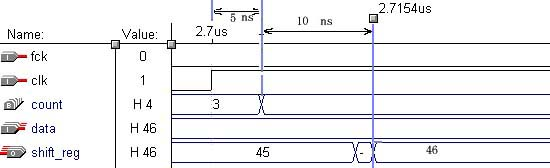 5 ns
10 ns
2.7154us
Name: Value: 2.7us
fck 0
clk 1
count H 4 3
data H 46
shift_reg H 46 45 - 46